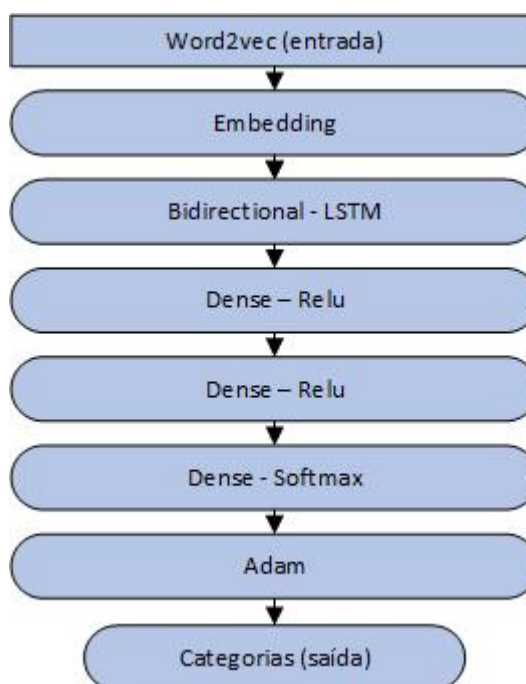 Word2vec (entrada)
Embedding
Bidirectional - LSTM
Dense – Relu
Dense – Relu
Dense - Softmax
Adam
Categorias (saída)